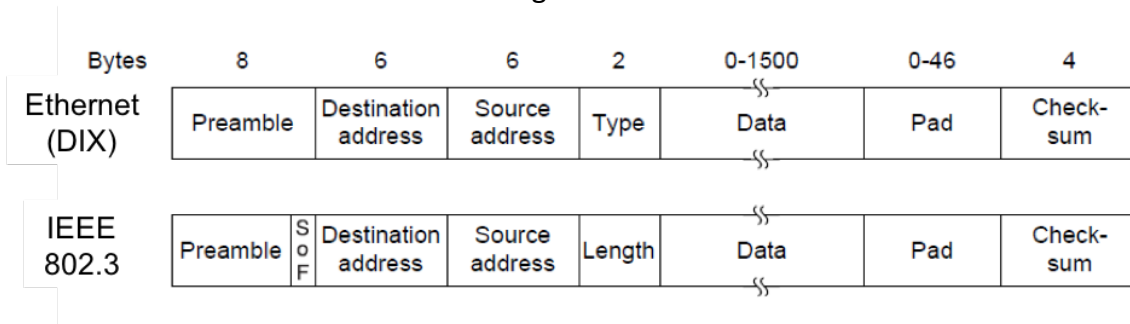 Bytes 8 6 6 2 0-1500 0-46 4
Ethernet (DIX)
Preamble Destination address Source address Type Data Pad Check-sum
IEEE 802.3
Preamble SoF Destination address Source address Length Data Pad Check-sum